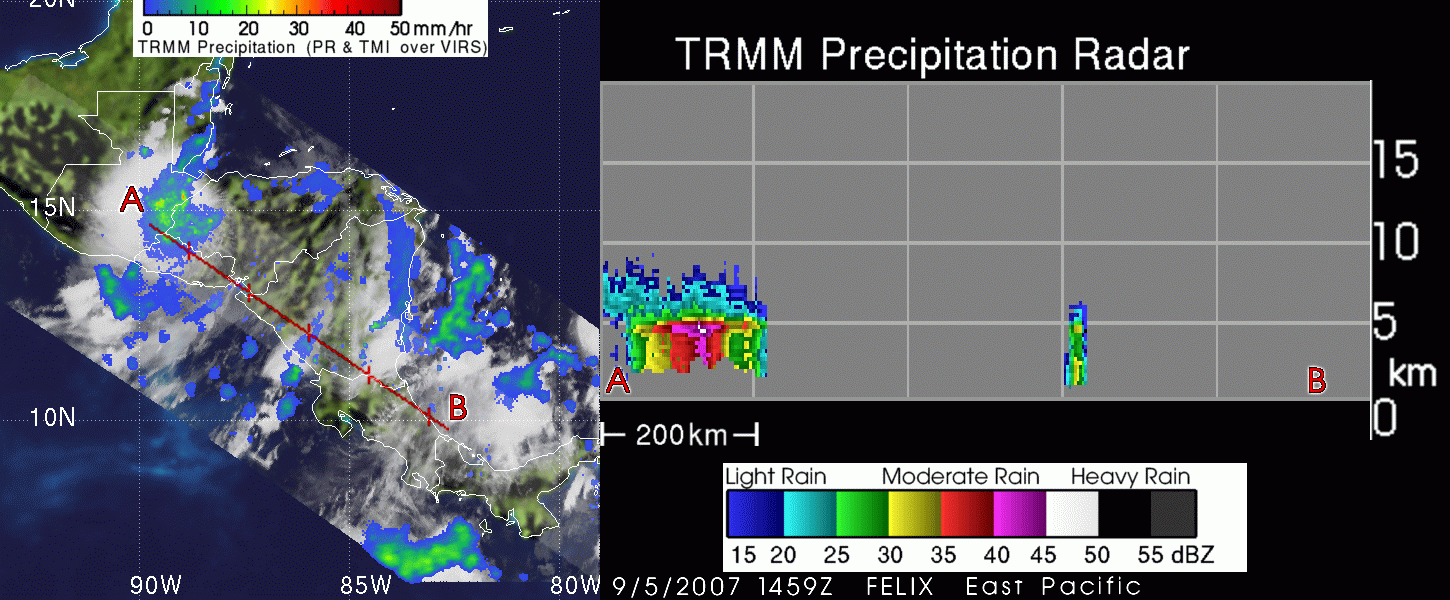 20N
0 10 20 30 40 50 mm/hr
TRMM Precipitation (PR & TMI over VIRS)
A
15N
B
10N
90W 85W 80W
TRMM Precipitation Radar
15
10
5
km
0
A B
200km
Light Rain Moderate Rain Heavy Rain
15 20 25 30 35 40 45 50 55 dBZ
9/5/2007 1459Z FELIX East Pacific